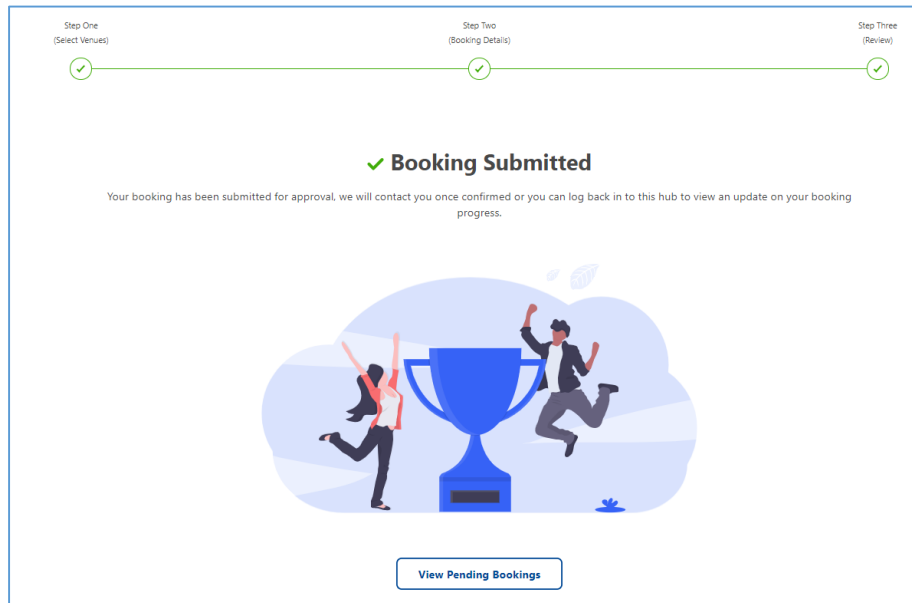 Step One
(Select Venues)
Step Two
(Booking Details)
Step Three
(Review)
Booking Submitted
Your booking has been submitted for approval, we will contact you once confirmed or you can log back in to this hub to view an update on your booking
progress.
View Pending Bookings